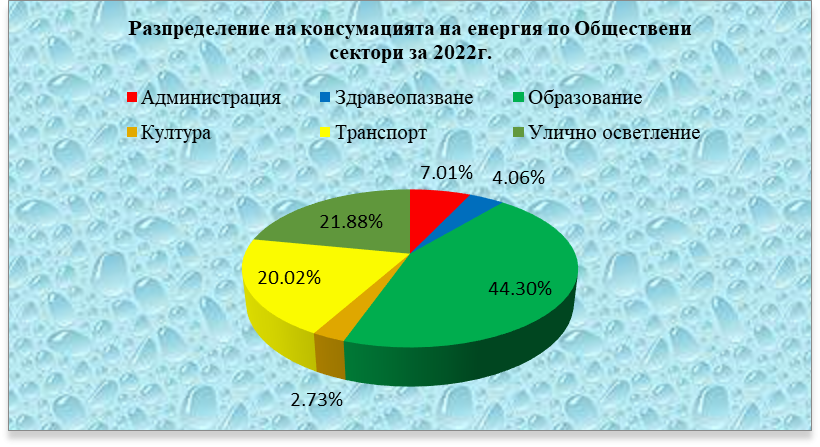 Разпределение на консумацията на енергия по Обществени
сектори за 2022г.
Администрация
Здравеопазване
Образование
Култура
Транспорт
Улично осветление
7.01%
4.06%
21.88%
20.02%
44.30%
2.73%